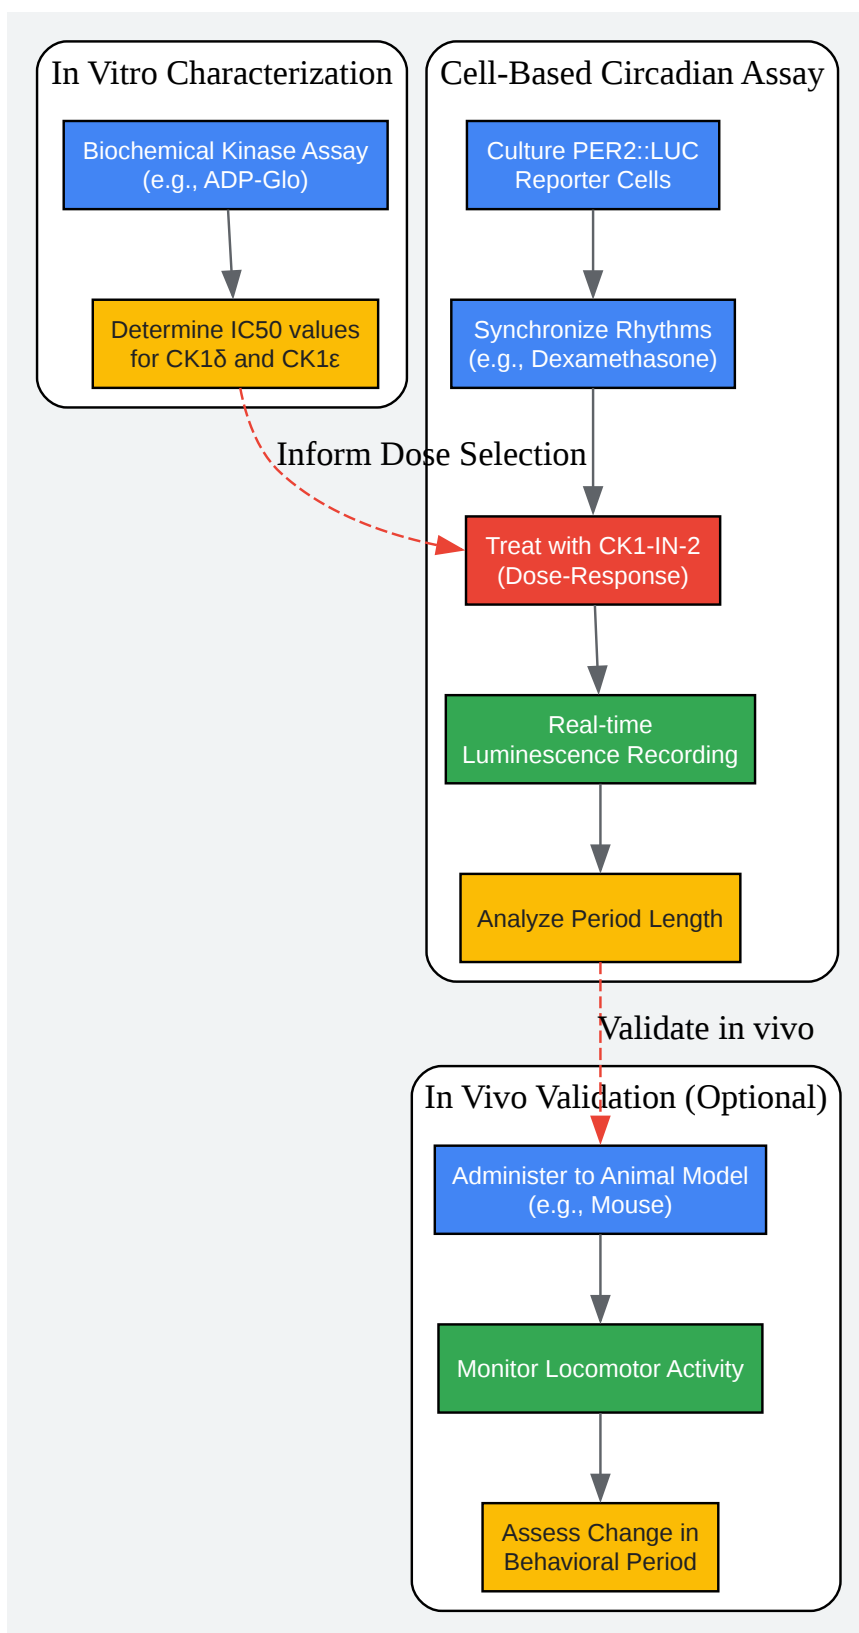 In Vitro Characterization
Biochemical Kinase Assay
(e.g., ADP-Glo)
Determine IC50 values
for CK1δ and CK1ε
Inform Dose Selection
Cell-Based Circadian Assay
Culture PER2::LUC
Reporter Cells
Synchronize Rhythms
(e.g., Dexamethasone)
Treat with CK1-IN-2
(Dose-Response)
Real-time
Luminescence Recording
Analyze Period Length
Validate in vivo
In Vivo Validation (Optional)
Administer to Animal Model
(e.g., Mouse)
Monitor Locomotor Activity
Assess Change in
Behavioral Period